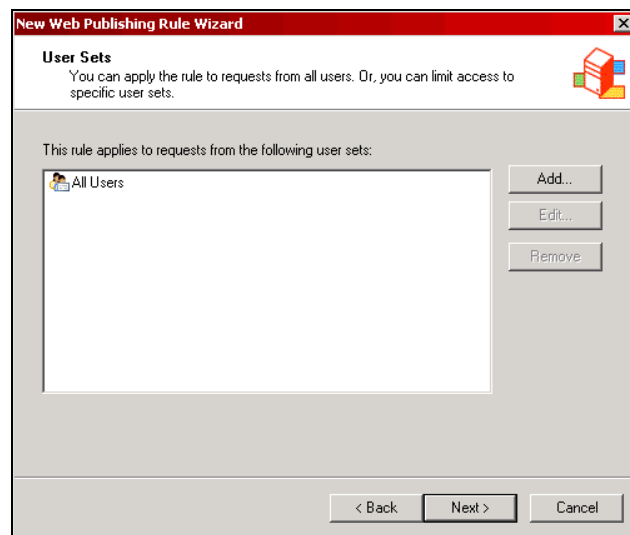 New Web Publishing Rule Wizard
User Sets
You can apply the rule to requests from all users. Or, you can limit access to
specific user sets.
This rule applies to requests from the following user sets:
All Users
Add...
Edit...
Remove
< Back
Next >
Cancel